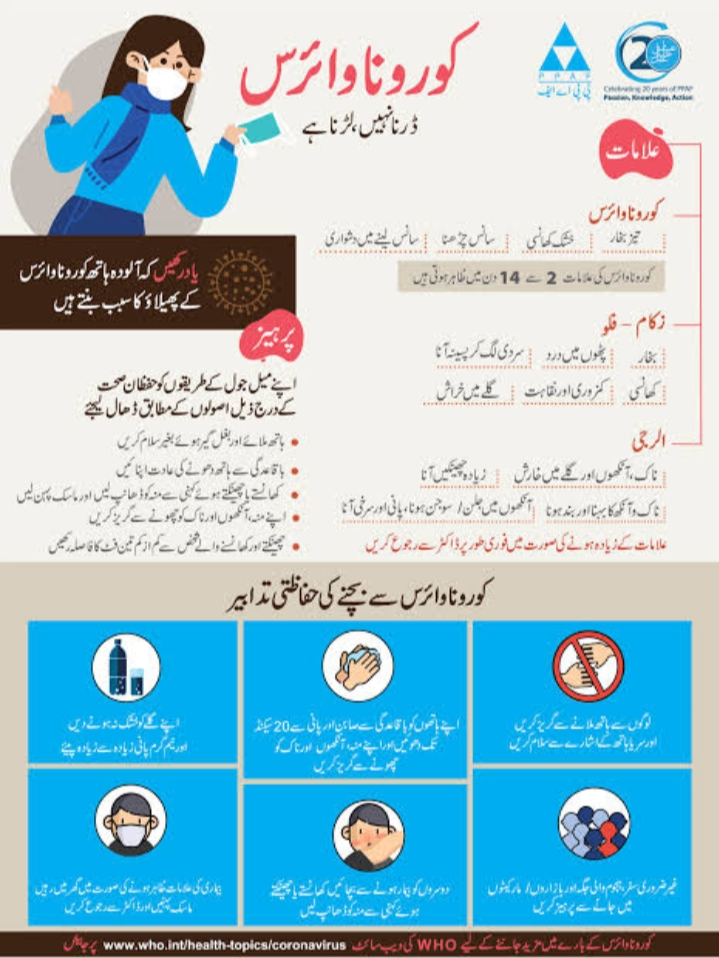 کورونا وائرس
ڈرنا نہیں، لڑنا ہے
PPAF
پی پی اے ایف
20
Celebrating 20 years of PPAF
Passion, Knowledge, Action
علامات
کورونا وائرس
تیز بخار
خشک کھانسی
سانس چڑھنا
سانس لینے میں دشواری
کورونا وائرس کی علامات 2 سے 14 دن میں ظاہر ہوتی ہیں
زکام - فلو
بخار
پٹھوں میں درد
سردی لگ کر پسینہ آنا
کھانسی
کمزوری اور نقاہت
گلے میں خراش
الرجی
ناک، آنکھوں اور گلے میں خارش
زیادہ چھینکیں آنا
ناک و آنکھ کا بہنا اور بند ہونا
آنکھوں میں جلن/ سوجن ہونا، پانی اور سرخی آنا
علامات کے زیادہ ہونے کی صورت میں فوری طور پر ڈاکٹر سے رجوع کریں
یاد رکھیں کہ آلودہ ہاتھ کورونا وائرس
کے پھیلاؤ کا سبب بنتے ہیں
پرہیز
اپنے میل جول کے طریقوں کو حفظان صحت
کے درج ذیل اصولوں کے مطابق ڈھال لیجئے
ہاتھ ملائے اور بغل گیر ہوئے بغیر سلام کریں
باقاعدگی سے ہاتھ دھونے کی عادت اپنائیں
کھانستے یا چھینکتے ہوئے کہنی سے منہ کو ڈھانپ لیں اور ماسک پہن لیں
اپنے منہ، آنکھوں اور ناک کو چھونے سے گریز کریں
چھینکتے اور کھانسنے والے شخص سے کم از کم تین فٹ کا فاصلہ رکھیں
کورونا وائرس سے بچنے کی حفاظتی تدابیر
لوگوں سے ہاتھ ملانے سے گریز کریں
اور سر یا ہاتھ کے اشارے سے سلام کریں
اپنے ہاتھوں کو باقاعدگی سے صابن اور پانی سے 20 سیکنڈ
تک دھوئیں اور اپنے منہ، آنکھوں اور ناک کو
چھونے سے گریز کریں
اپنے گلے کو خشک نہ ہونے دیں
اور نیم گرم پانی زیادہ سے زیادہ پیئے
غیر ضروری سفر، ہجوم والی جگہ اور بازاروں/ مارکیٹوں
میں جانے سے پرہیز کریں
دوسروں کو بیمار ہونے سے بچائیں کھانستے یا چھینکتے
ہوئے کہنی سے منہ کو ڈھانپ لیں
بیماری کی علامات ظاہر ہونے کی صورت میں گھر میں رہیں
ماسک پہنیں اور ڈاکٹر سے رجوع کریں
کورونا وائرس کے بارے میں مزید جاننے کے لیے WHO کی ویب سائٹ www.who.int/health-topics/coronavirus پر جائیں